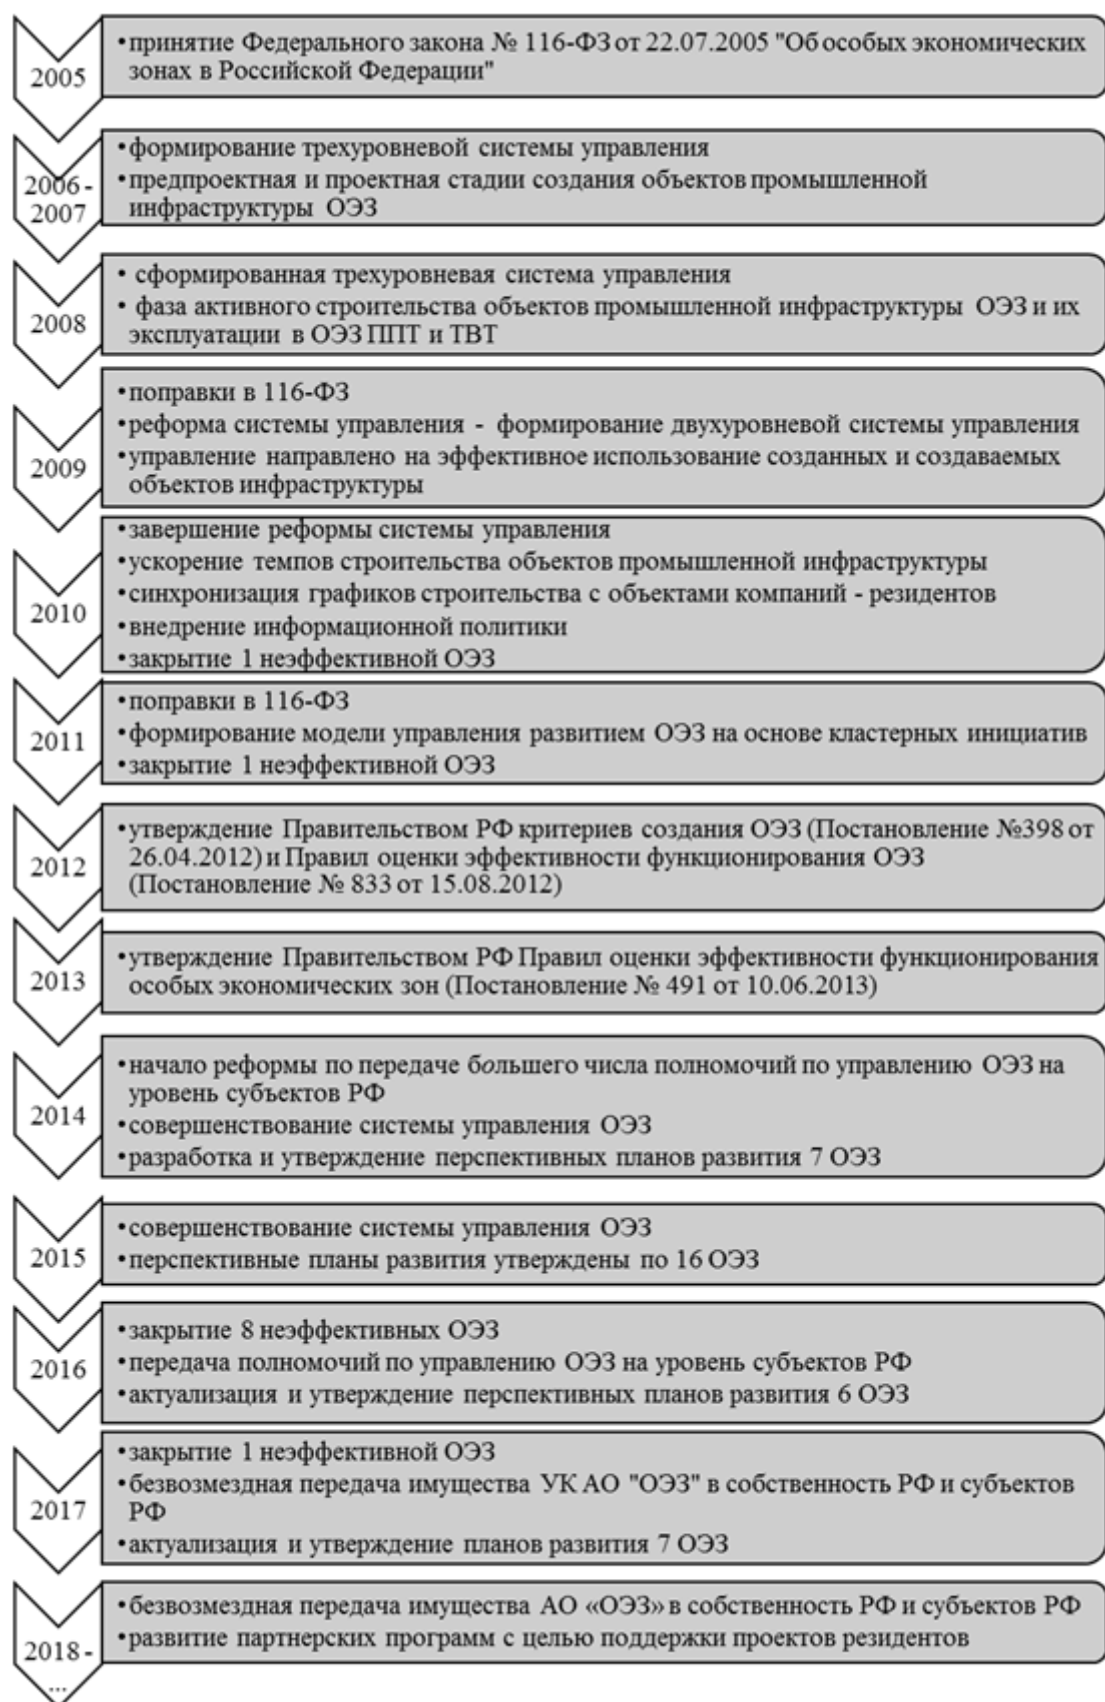 2005
•принятие Федерального закона № 116-ФЗ от 22.07.2005 "Об особых экономических
зонах в Российской Федерации"
2006 -
2007
•формирование трехуровневой системы управления
•предпроектная и проектная стадии создания объектов промышленной
инфраструктуры ОЭЗ
2008
• сформированная трехуровневая система управления
• фаза активного строительства объектов промышленной инфраструктуры ОЭЗ и их
эксплуатации в ОЭЗ ППТ и ТВТ
2009
•поправки в 116-ФЗ
•реформа системы управления - формирование двухуровневой системы управления
•управление направлено на эффективное использование созданных и создаваемых
объектов инфраструктуры
2010
•завершение реформы системы управления
•ускорение темпов строительства объектов промышленной инфраструктуры
•синхронизация графиков строительства с объектами компаний - резидентов
•внедрение информационной политики
•закрытие 1 неэффективной ОЭЗ
2011
•поправки в 116-ФЗ
•формирование модели управления развитием ОЭЗ на основе кластерных инициатив
•закрытие 1 неэффективной ОЭЗ
2012
•утверждение Правительством РФ критериев создания ОЭЗ (Постановление №398 от
26.04.2012) и Правил оценки эффективности функционирования ОЭЗ
(Постановление № 833 от 15.08.2012)
2013
•утверждение Правительством РФ Правил оценки эффективности функционирования
особых экономических зон (Постановление № 491 от 10.06.2013)
2014
•начало реформы по передаче большего числа полномочий по управлению ОЭЗ на
уровень субъектов РФ
•совершенствование системы управления ОЭЗ
•разработка и утверждение перспективных планов развития 7 ОЭЗ
2015
•совершенствование системы управления ОЭЗ
•перспективные планы развития утверждены по 16 ОЭЗ
2016
•закрытие 8 неэффективных ОЭЗ
•передача полномочий по управлению ОЭЗ на уровень субъектов РФ
•актуализация и утверждение перспективных планов развития 6 ОЭЗ
2017
•закрытие 1 неэффективной ОЭЗ
•безвозмездная передача имущества УК АО "ОЭЗ" в собственность РФ и субъектов
РФ
•актуализация и утверждение планов развития 7 ОЭЗ
2018 -
...
•безвозмездная передача имущества АО «ОЭЗ» в собственность РФ и субъектов РФ
•развитие партнерских программ с целью поддержки проектов резидентов